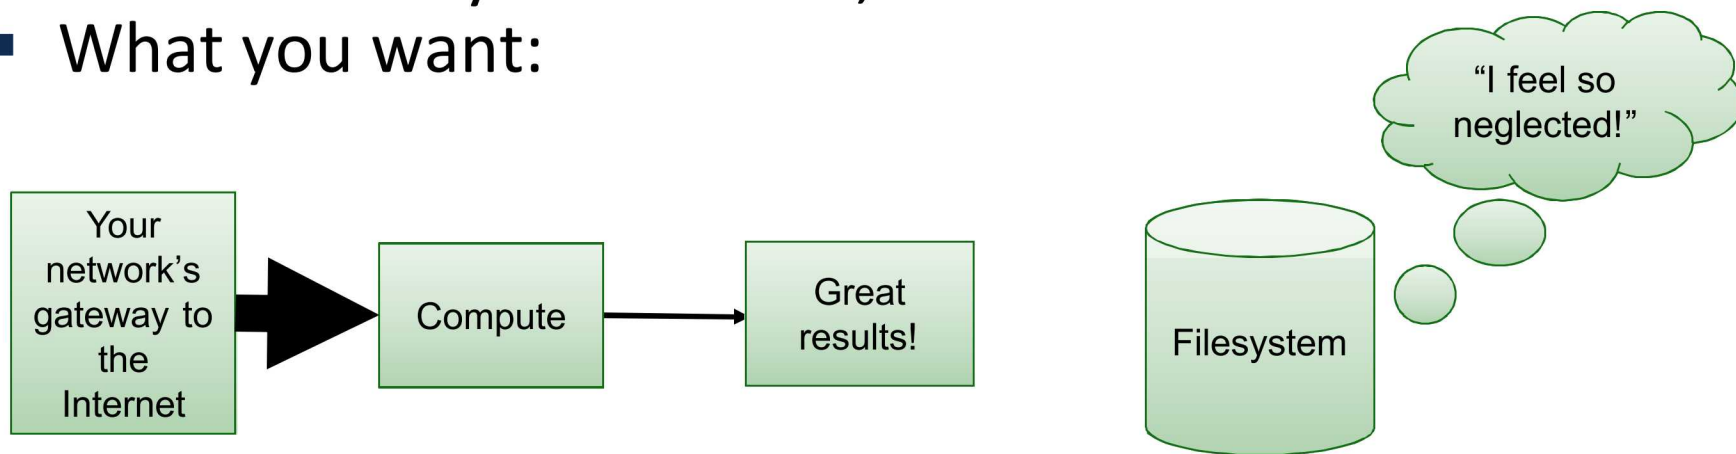 What you want:
“I feel so
neglected!”
Your
network’s
gateway to
the
Internet
Compute
Great
results!
Filesystem